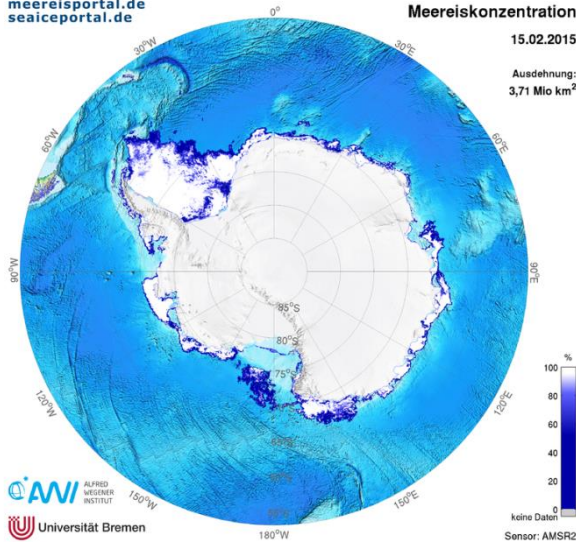 meereisportal.de
seaiceportal.de
Meereiskonzentration
15.02.2015
Ausdehnung:
3,71 Mio km²
0°
30°W
30°E
60°W
60°E
90°W
90°E
85°S
80°S
75°S
120°W
120°E
150°W
150°E
180°W
%
100
80
60
40
20
0
keine Daten
Sensor: AMSR2
AWI
ALFRED
WEGENER
INSTITUT
Universität Bremen